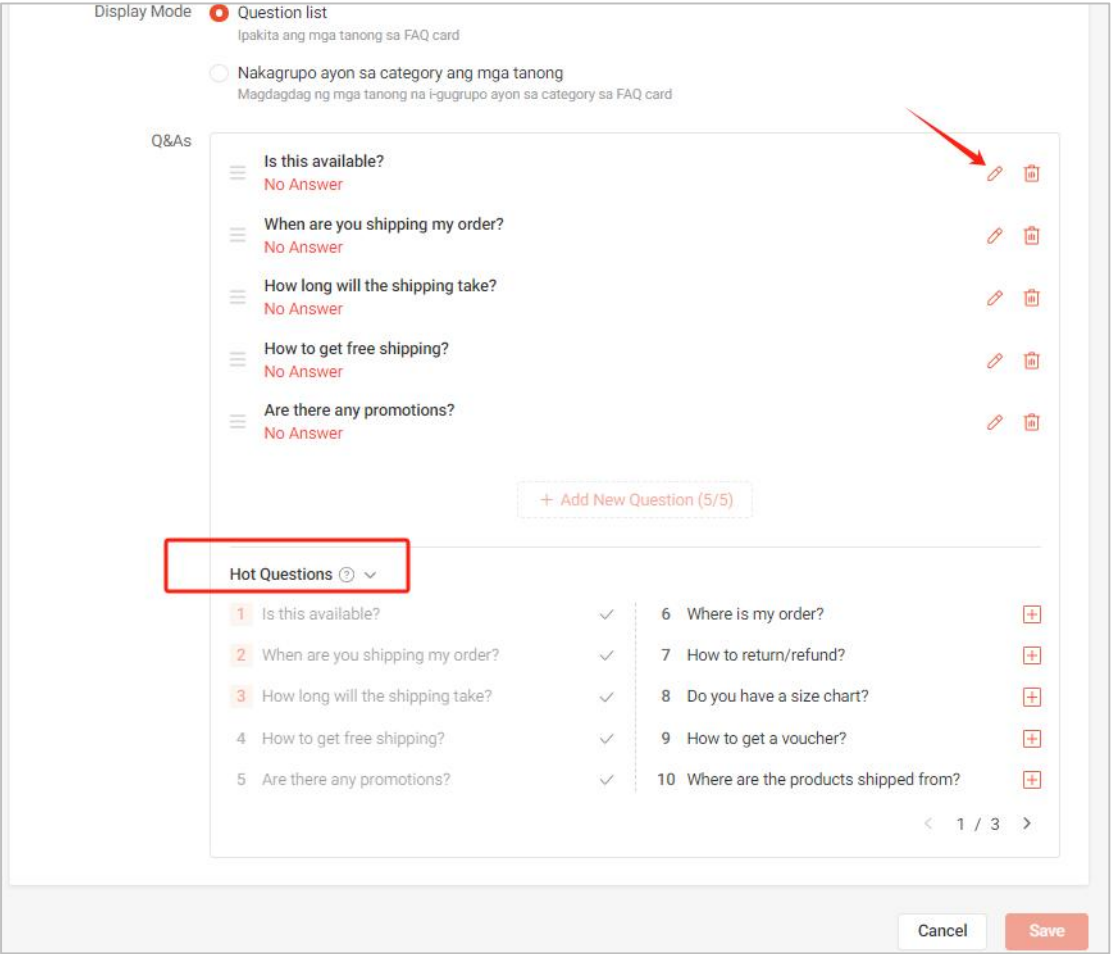 Display Mode
Question list
Ipakita ang mga tanong sa FAQ card
Nakagrupo ayon sa category ang mga tanong
Magdagdag ng mga tanong na i-gugrupo ayon sa category sa FAQ card
Q&As
Is this available?
No Answer
When are you shipping my order?
No Answer
How long will the shipping take?
No Answer
How to get free shipping?
No Answer
Are there any promotions?
No Answer
+ Add New Question (5/5)
Hot Questions ?
1 Is this available?
2 When are you shipping my order?
3 How long will the shipping take?
4 How to get free shipping?
5 Are there any promotions?
6 Where is my order?
7 How to return/refund?
8 Do you have a size chart?
9 How to get a voucher?
10 Where are the products shipped from?
< 1 / 3 >
Cancel
Save